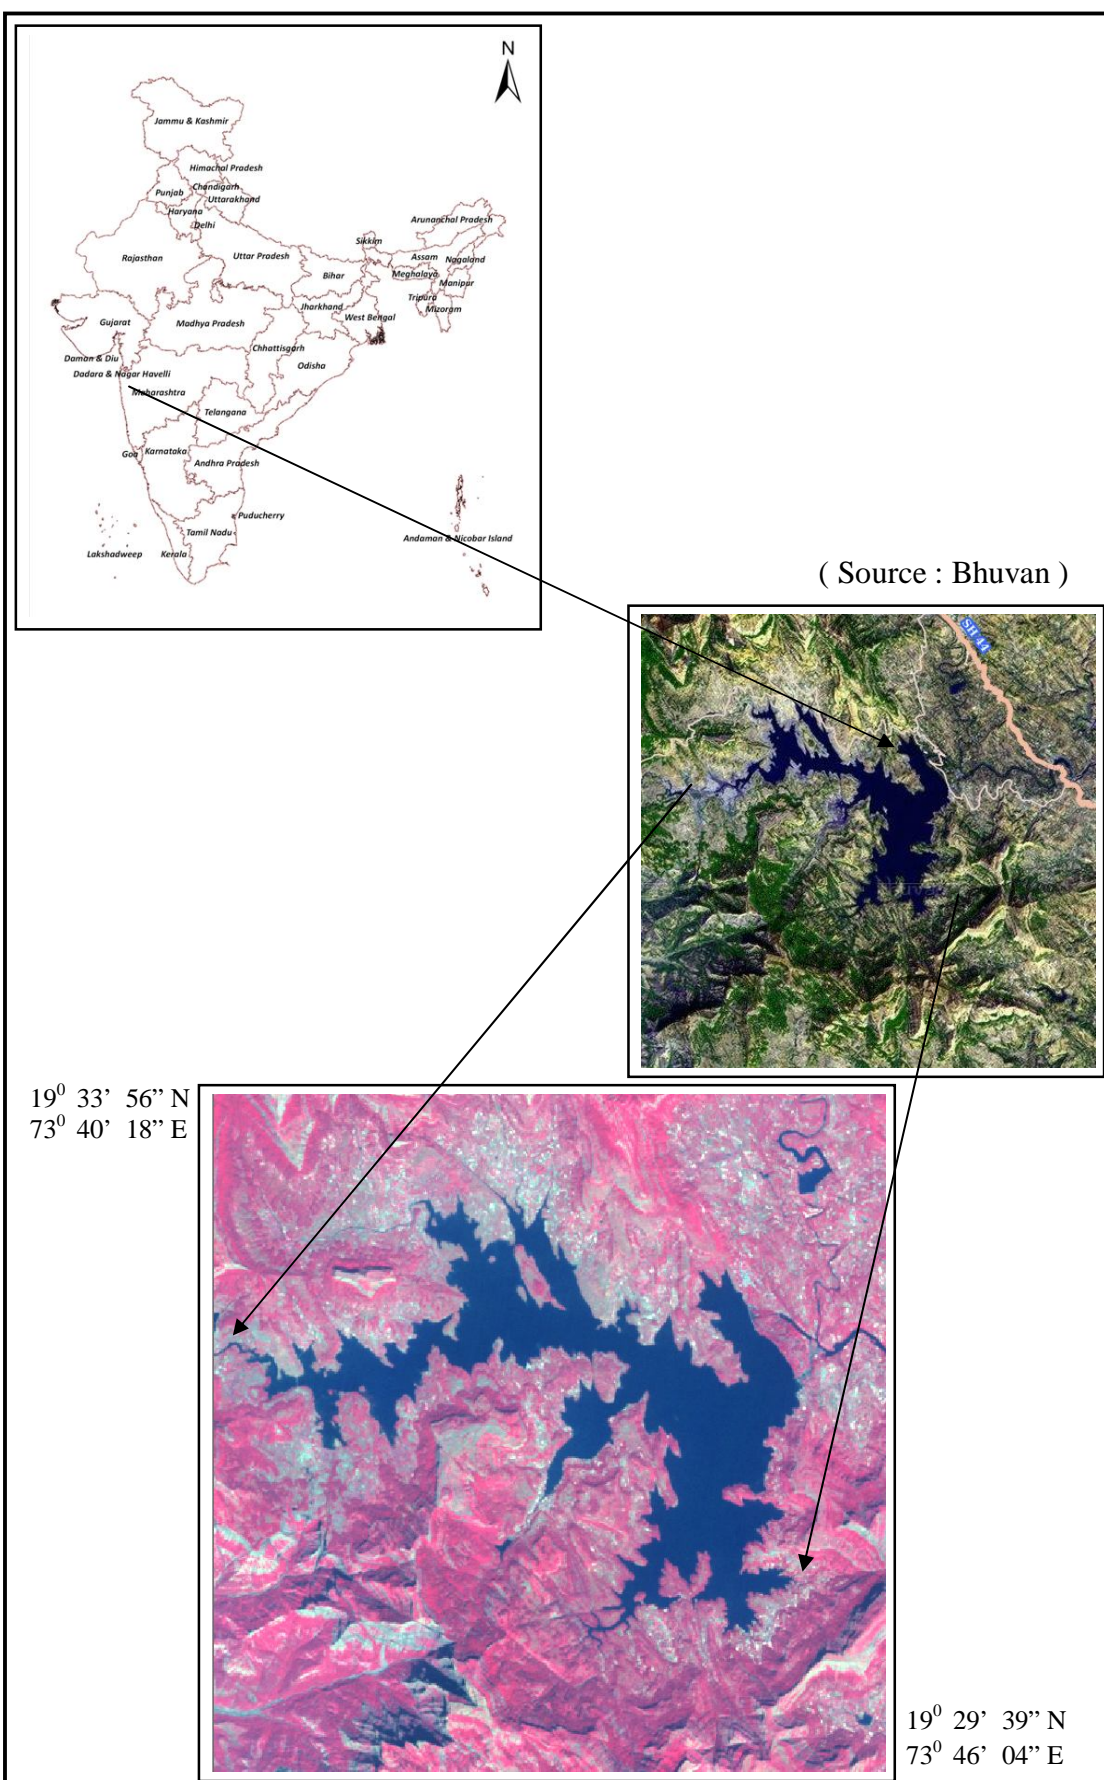 N
Jammu & Kashmir
Himachal Pradesh
Chandigarh
Punjab
Uttarakhand
Haryana
Delhi
Arunanchal Pradesh
Sikkim
Rajasthan
Uttar Pradesh
Assam
Nagaland
Bihar
Meghalaya
Manipur
Tripura
Jharkhand
Mizoram
West Bengal
Gujarat
Madhya Pradesh
Chhattisgarh
Daman & Diu
Odisha
Dadara & Nagar Havelli
Maharashtra
Telangana
Goa
Karnataka
Andhra Pradesh
Puducherry
Tamil Nadu
Andaman & Nicobar Island
Lakshadweep
Kerala
( Source : Bhuvan )
SH 44
19⁰ 33’ 56” N
73⁰ 40’ 18” E
19⁰ 29’ 39” N
73⁰ 46’ 04” E